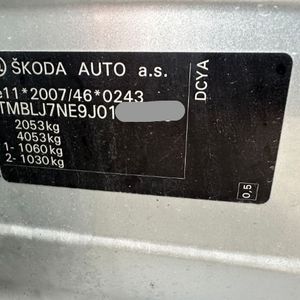 ŠKODA AUTO a.s.
e11*2007/46*0243
TMBLJ7NE9J01
2053kg
4053kg
1- 1060kg
2- 1030kg
DCYA
0,5